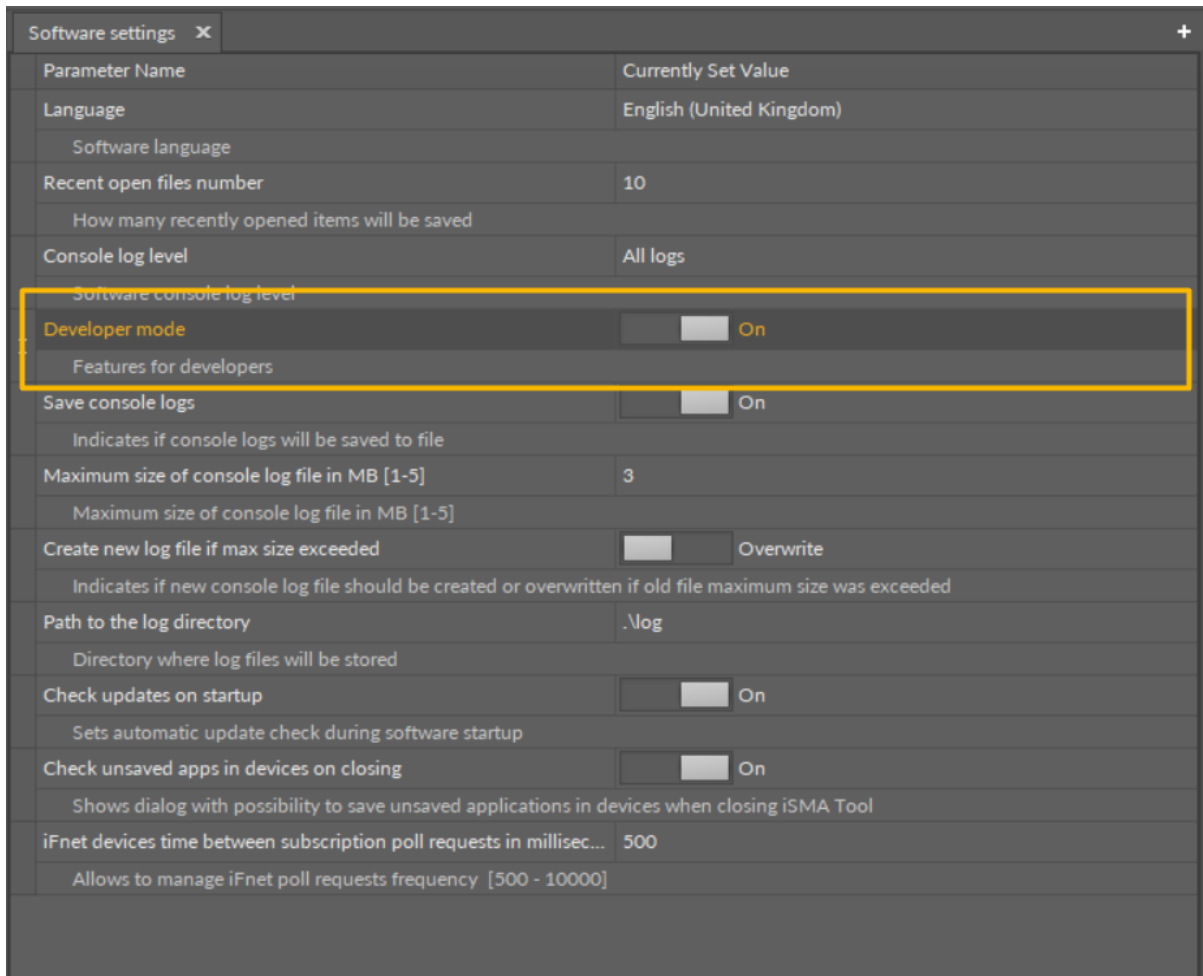 Software settings
Parameter Name Currently Set Value
Language English (United Kingdom)
Software language
Recent open files number 10
How many recently opened items will be saved
Console log level All logs
Software console log level
Developer mode On
Features for developers
Save console logs On
Indicates if console logs will be saved to file
Maximum size of console log file in MB [1-5] 3
Maximum size of console log file in MB [1-5]
Create new log file if max size exceeded Overwrite
Indicates if new console log file should be created or overwritten if old file maximum size was exceeded
Path to the log directory .\log
Directory where log files will be stored
Check updates on startup On
Sets automatic update check during software startup
Check unsaved apps in devices on closing On
Shows dialog with possibility to save unsaved applications in devices when closing iSMA Tool
iFnet devices time between subscription poll requests in millisec... 500
Allows to manage iFnet poll requests frequency [500 - 10000]